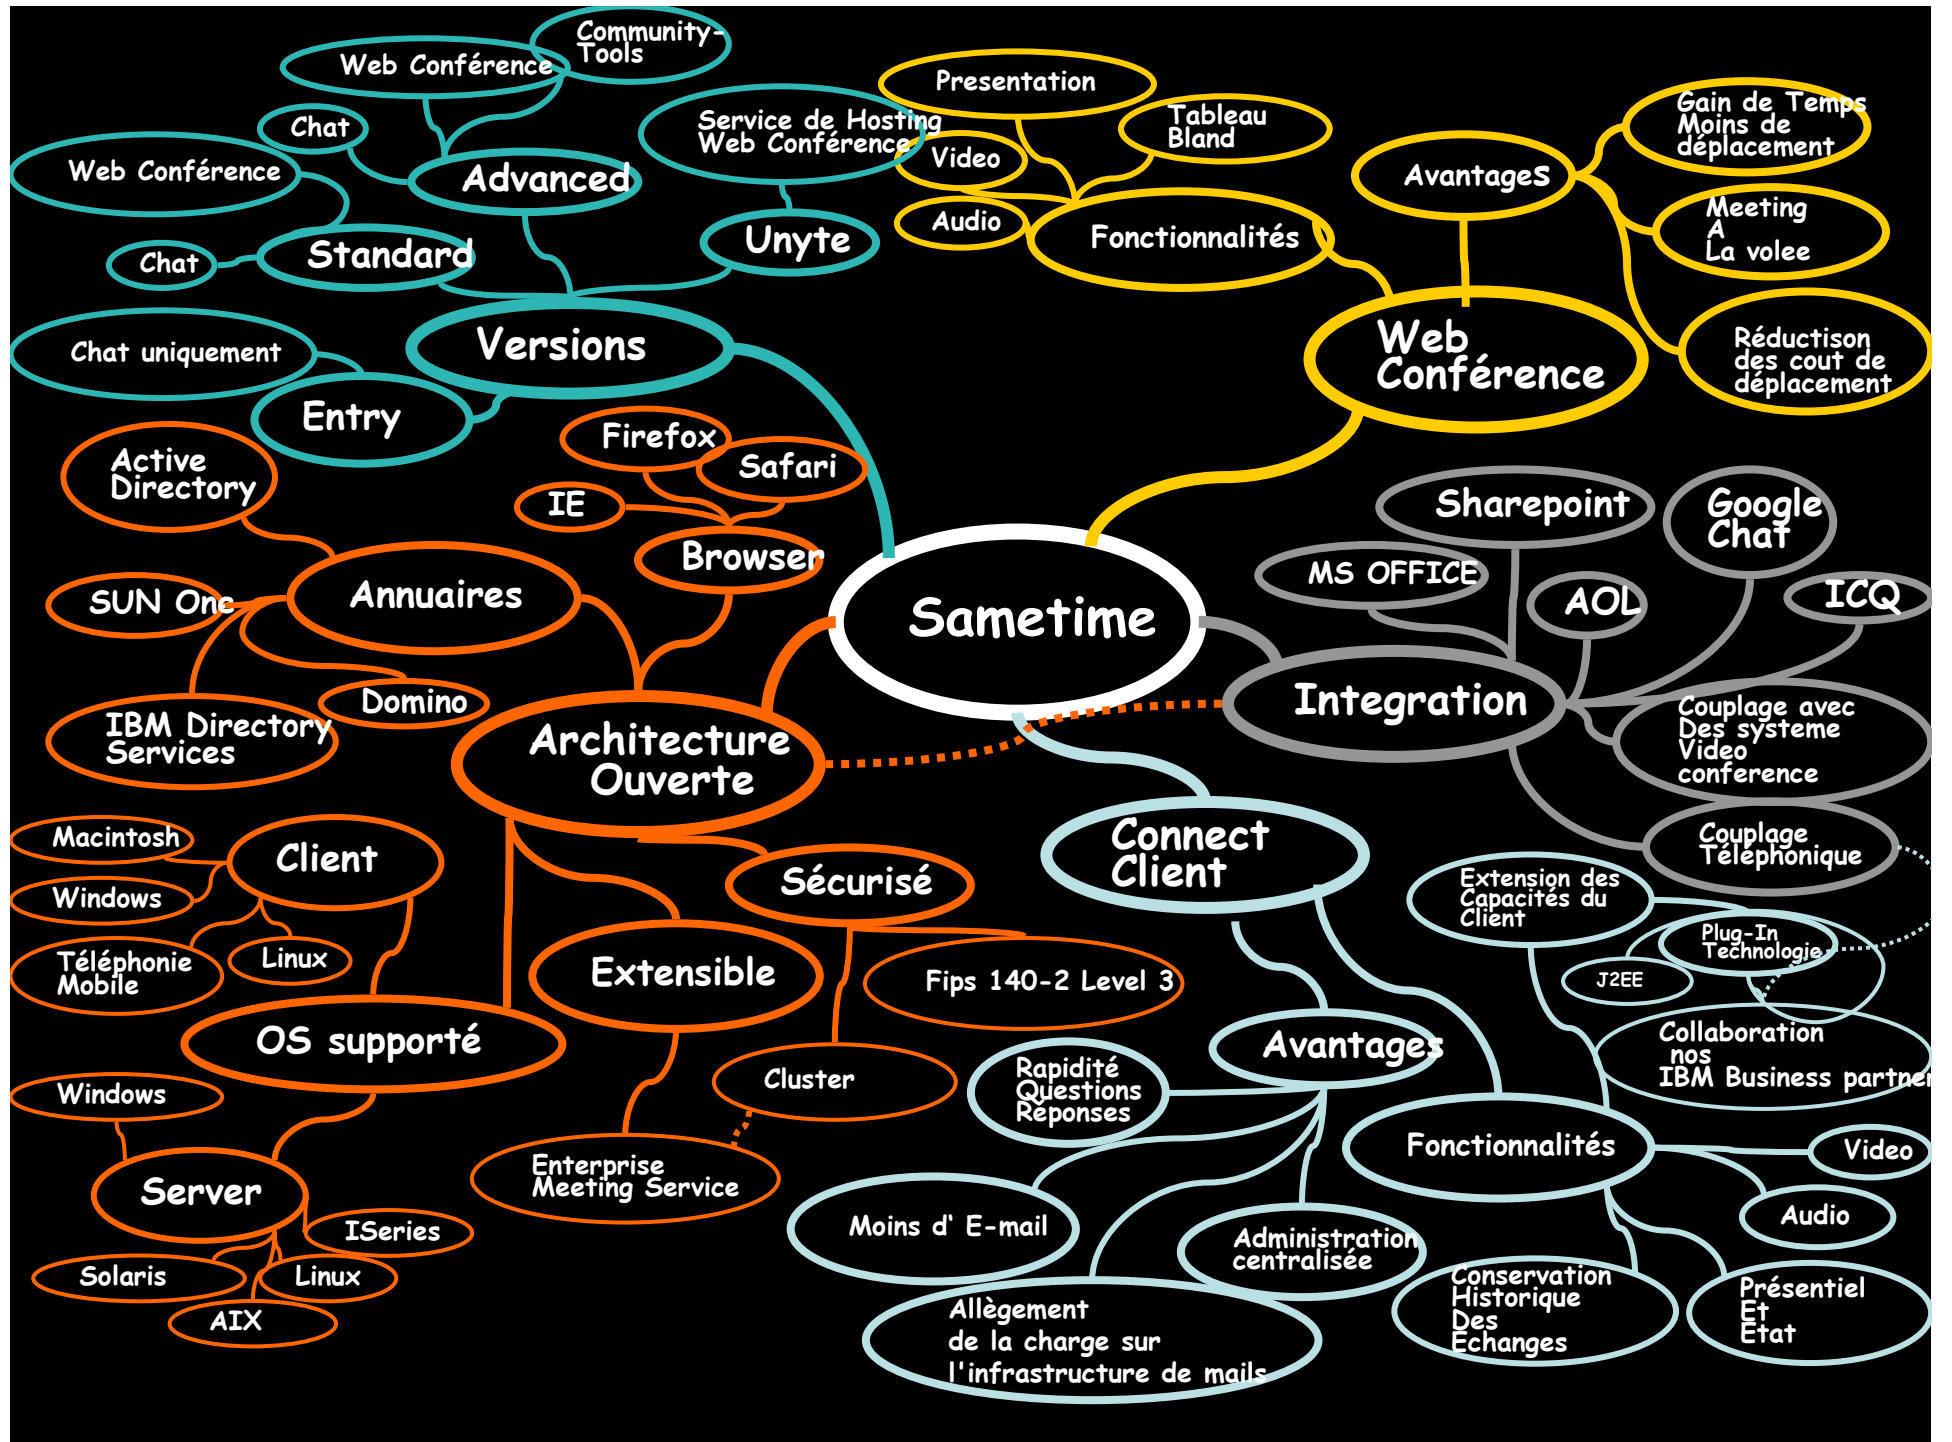 Community-
Tools
Web Conférence
Chat
Web Conférence
Advanced
Service de Hosting
Web Conférence
Unyte
Standard
Chat
Chat uniquement
Versions
Entry
Presentation
Tableau
Bland
Video
Audio
Fonctionnalités
Avantages
Gain de Temps
Moins de
déplacement
Meeting
A
La volee
Web
Conférence
Réductison
des cout de
déplacement
Active
Directory
Firefox
Safari
IE
Browser
Annuaires
SUN One
Domino
IBM Directory
Services
Architecture
Ouverte
Sametime
Sharepoint
Google
Chat
MS OFFICE
AOL
ICQ
Integration
Couplage avec
Des systeme
Video
conference
Couplage
Téléphonique
Macintosh
Client
Windows
Téléphonie
Mobile
Linux
Sécurisé
Extensible
Fips 140-2 Level 3
OS supporté
Cluster
Windows
Server
Enterprise
Meeting Service
ISeries
Solaris
Linux
AIX
Connect
Client
Extension des
Capacités du
Client
Plug-In
Technologie
J2EE
Collaboration
nos
IBM Business partner
Avantages
Rapidité
Questions
Réponses
Fonctionnalités
Video
Audio
Moins d' E-mail
Administration
centralisée
Allègement
de la charge sur
l'infrastructure de mails
Conservation
Historique
Des
Echanges
Présentiel
Et
Etat